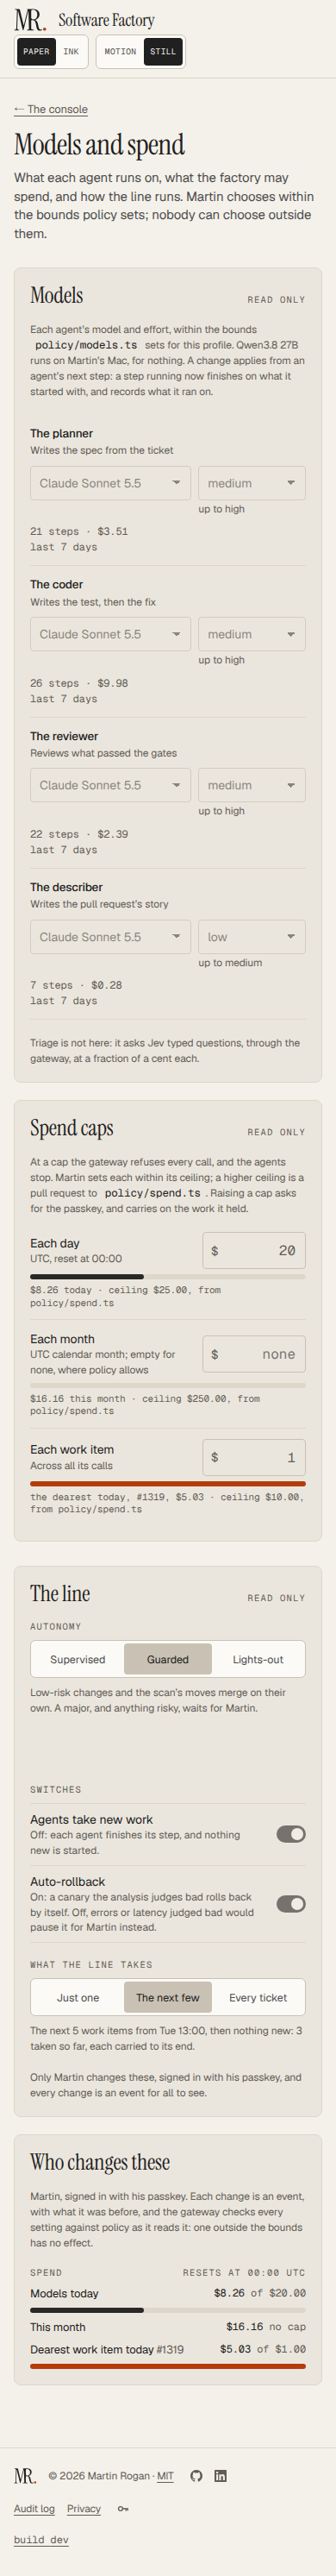 MR. Software Factory
PAPER INK MOTION STILL
← The console
Models and spend
What each agent runs on, what the factory may
spend, and how the line runs. Martin chooses within
the bounds policy sets; nobody can choose outside
them.
Models READ ONLY
Each agent's model and effort, within the bounds
policy/models.ts sets for this profile. Qwen3.8 27B
runs on Martin's Mac, for nothing. A change applies from an
agent's next step: a step running now finishes on what it
started with, and records what it ran on.
The planner
Writes the spec from the ticket
Claude Sonnet 5.5 medium
up to high
21 steps · $3.51
last 7 days
The coder
Writes the test, then the fix
Claude Sonnet 5.5 medium
up to high
26 steps · $9.98
last 7 days
The reviewer
Reviews what passed the gates
Claude Sonnet 5.5 medium
up to high
22 steps · $2.39
last 7 days
The describer
Writes the pull request's story
Claude Sonnet 5.5 low
up to medium
7 steps · $0.28
last 7 days
Triage is not here: it asks Jev typed questions, through the
gateway, at a fraction of a cent each.
Spend caps READ ONLY
At a cap the gateway refuses every call, and the agents
stop. Martin sets each within its ceiling; a higher ceiling is a
pull request to policy/spend.ts . Raising a cap asks
for the passkey, and carries on the work it held.
Each day
UTC, reset at 00:00
$ 20
$8.26 today · ceiling $25.00, from
policy/spend.ts
Each month
UTC calendar month; empty for
none, where policy allows
$ none
$16.16 this month · ceiling $250.00, from
policy/spend.ts
Each work item
Across all its calls
$ 1
the dearest today, #1319, $5.03 · ceiling $10.00,
from policy/spend.ts
The line READ ONLY
AUTONOMY
Supervised Guarded Lights-out
Low-risk changes and the scan's moves merge on their
own. A major, and anything risky, waits for Martin.
SWITCHES
Agents take new work
Off: each agent finishes its step, and nothing
new is started.
Auto-rollback
On: a canary the analysis judges bad rolls back
by itself. Off, errors or latency judged bad would
pause it for Martin instead.
WHAT THE LINE TAKES
Just one The next few Every ticket
The next 5 work items from Tue 13:00, then nothing new: 3
taken so far, each carried to its end.
Only Martin changes these, signed in with his passkey, and
every change is an event for all to see.
Who changes these
Martin, signed in with his passkey. Each change is an event,
with what it was before, and the gateway checks every
setting against policy as it reads it: one outside the bounds
has no effect.
SPEND RESETS AT 00:00 UTC
Models today $8.26 of $20.00
This month $16.16 no cap
Dearest work item today #1319 $5.03 of $1.00
MR. © 2026 Martin Rogan · MIT
Audit log Privacy
build dev